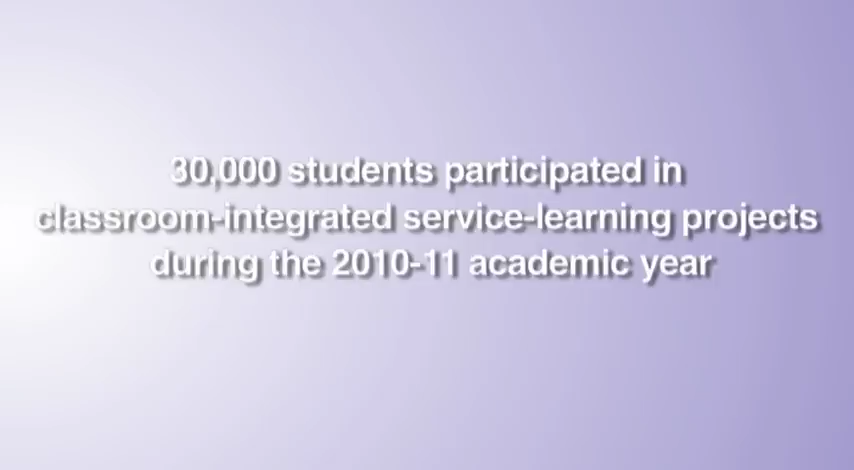 30,000 students participated in
classroom-integrated service-learning projects
during the 2010-11 academic year